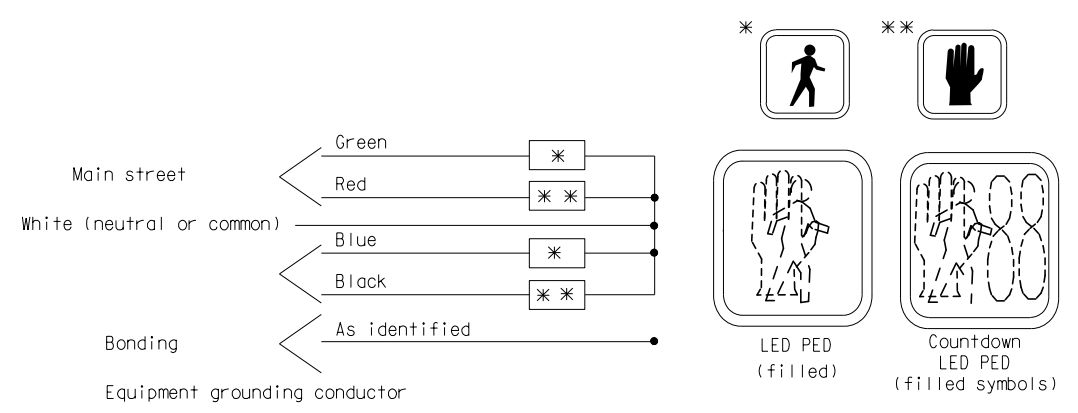 *
**
Green
*
Main street
Red
* *
White (neutral or common)
Blue
*
Black
* *
As identified
Bonding
Equipment grounding conductor
LED PED
(filled)
Countdown
LED PED
(filled symbols)